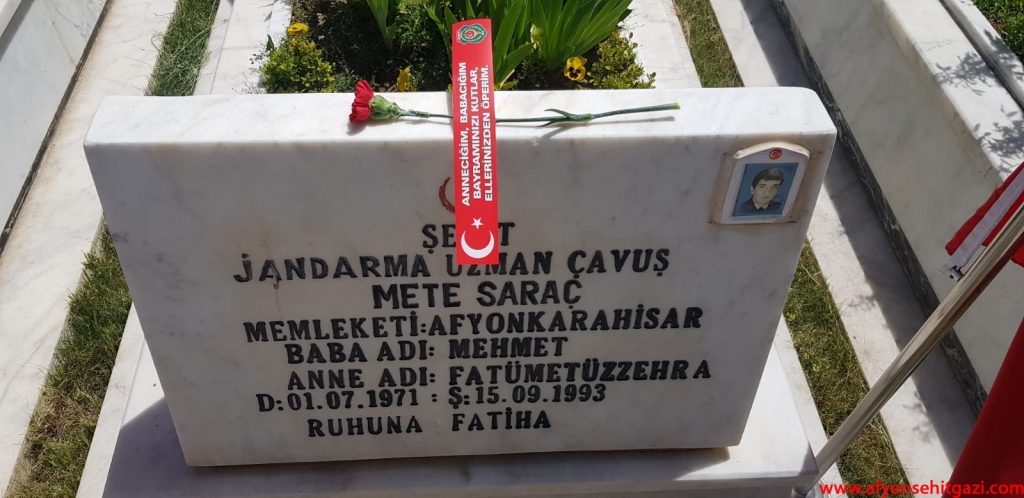 ANNECİĞİM, BABACIĞIM
BAYRAMINIZI KUTLAR,
ELLERİNİZDEN ÖPERİM.
JANDARMA UZMAN ÇAVUŞ
METE SARAÇ
MEMLEKETİ:AFYONKARAHİSAR
BABA ADI: MEHMET
ANNE ADI: FATÜMETÜZZEHRA
D:01.07.1971 : Ş:15.09.1993
RUHUNA FATİHA
www.afyonsehitgazi.com